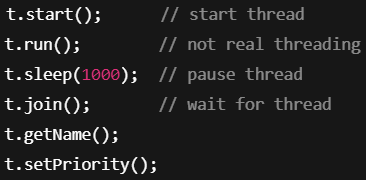 t.start();      // start thread
t.run();        // not real threading
t.sleep(1000);  // pause thread
t.join();       // wait for thread
t.getName();
t.setPriority();